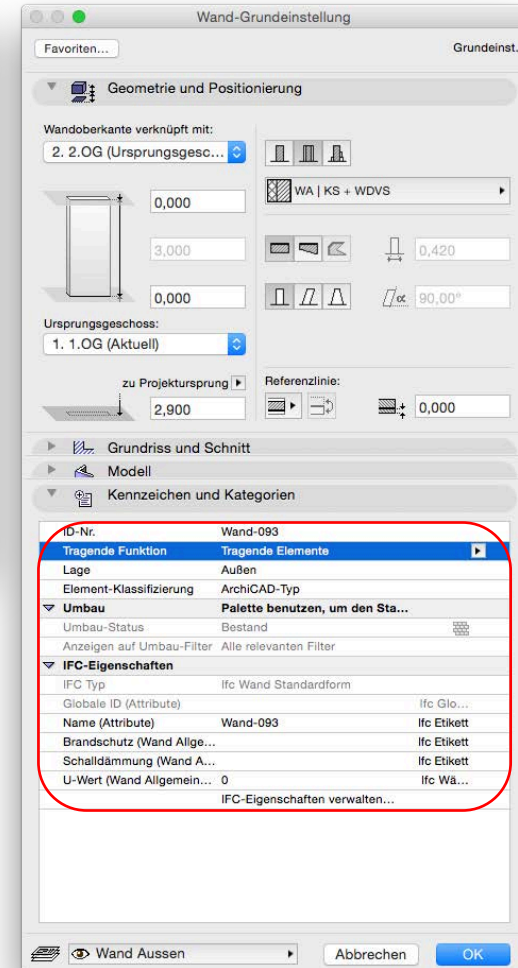 Wand-Grundeinstellung
Favoriten...
Grundeinst.
Geometrie und Positionierung
Wandoberkante verknüpft mit:
2. 2.OG (Ursprungsgesc...
0,000
3,000
0,000
Ursprungsgeschoss:
1. 1.OG (Aktuell)
zu Projektursprung
2,900
WA | KS + WDVS
0,420
α 90,00°
Referenzlinie:
0,000
Grundriss und Schnitt
Modell
Kennzeichen und Kategorien
ID-Nr. Wand-093
Tragende Funktion Tragende Elemente
Lage Außen
Element-Klassifizierung ArchiCAD-Typ
Umbau Palette benutzen, um den Sta...
Umbau-Status Bestand
Anzeigen auf Umbau-Filter Alle relevanten Filter
IFC-Eigenschaften
IFC Typ Ifc Wand Standardform
Globale ID (Attribute) Ifc Glo...
Name (Attribute) Wand-093 Ifc Etikett
Brandschutz (Wand Allge... Ifc Etikett
Schalldämmung (Wand A... Ifc Etikett
U-Wert (Wand Allgemein... 0 Ifc Wä...
IFC-Eigenschaften verwalten...
Wand Aussen
Abbrechen
OK